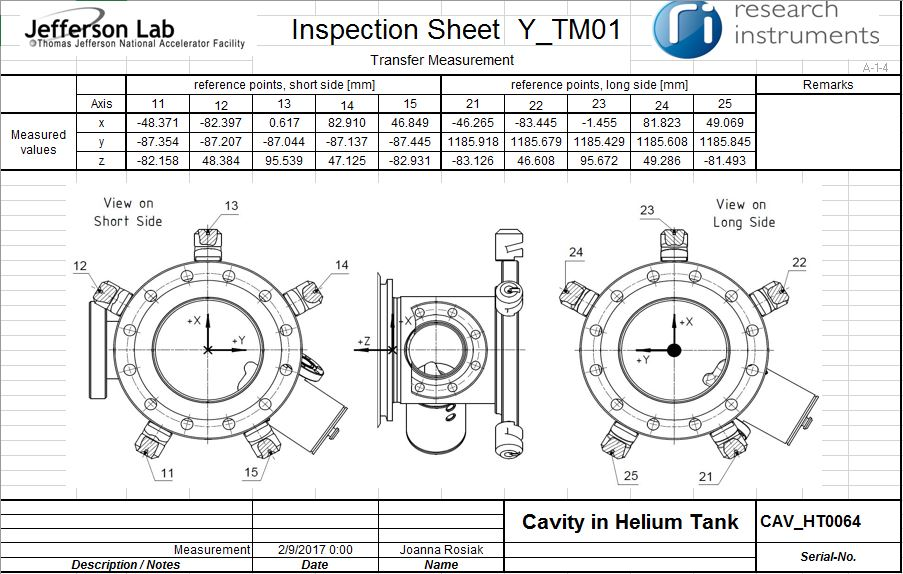 Jefferson Lab
Thomas Jefferson National Accelerator Facility
Inspection Sheet Y_TM01
Transfer Measurement
ri research
instruments
A-1-4
reference points, short side [mm] reference points, long side [mm] Remarks
Axis 11 12 13 14 15 21 22 23 24 25
Measured values
x -48.371 -82.397 0.617 82.910 46.849 -46.265 -83.445 -1.455 81.823 49.069
y -87.354 -87.207 -87.044 -87.137 -87.445 1185.918 1185.679 1185.429 1185.608 1185.845
z -82.158 48.384 95.539 47.125 -82.931 -83.126 46.608 95.672 49.286 -81.493
View on
Short Side
13
12
14
+X
+Y
11
15
+X
+Z
View on
Long Side
23
24
22
+X
+Y
25
21
Cavity in Helium Tank CAV_HT0064
Measurement 2/9/2017 0:00 Joanna Rosiak
Description / Notes Date Name Serial-No.